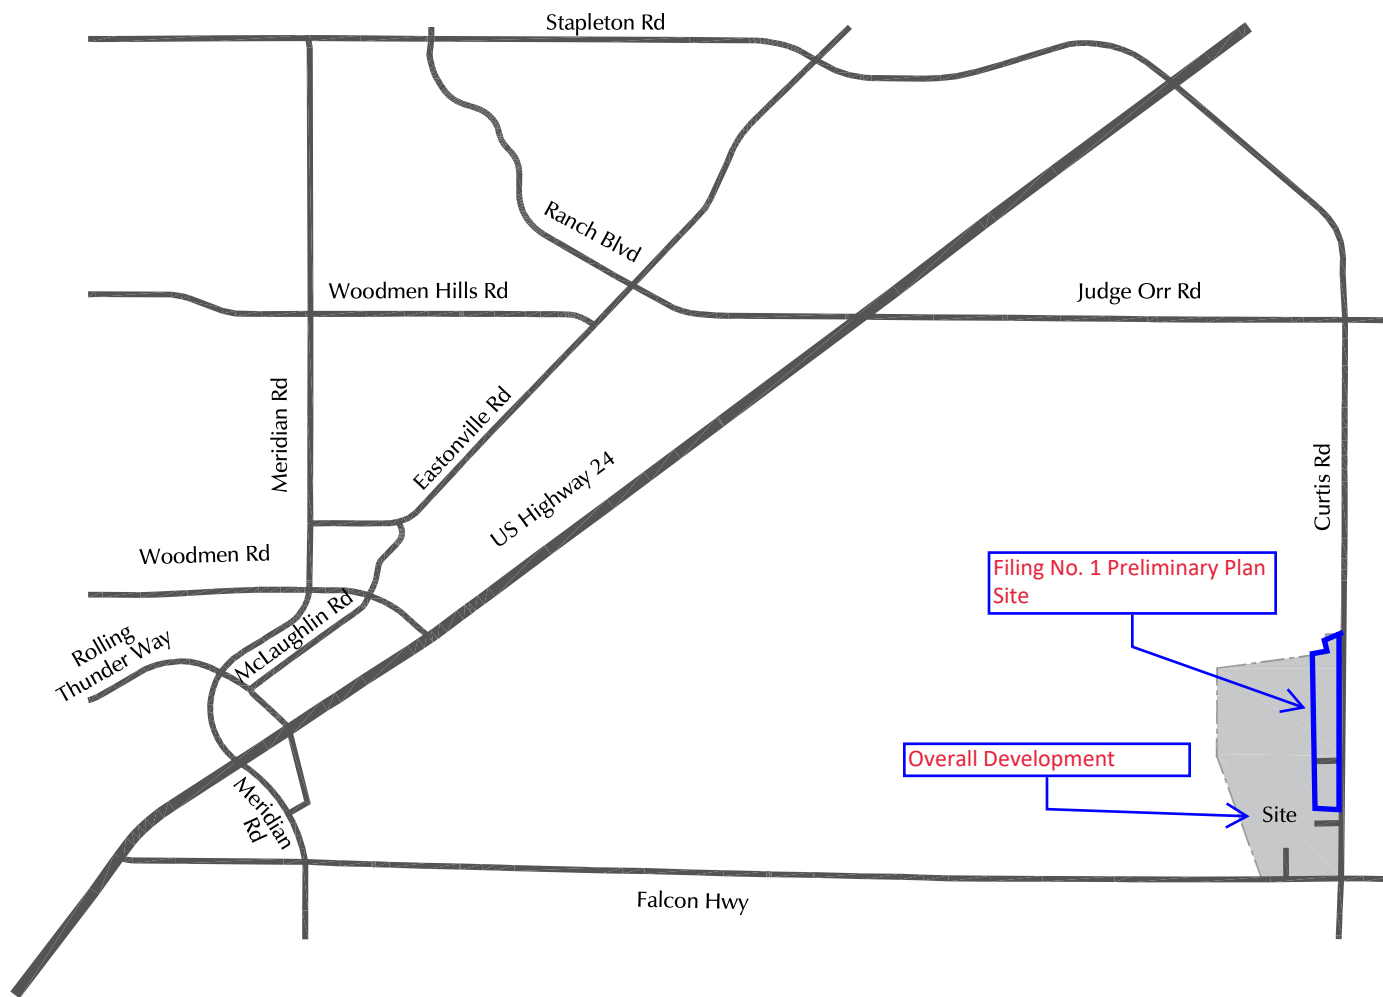 Stapleton Rd
Ranch Blvd
Woodmen Hills Rd
Judge Orr Rd
Meridian Rd
Eastonville Rd
US Highway 24
Curtis Rd
Woodmen Rd
Filing No. 1 Preliminary Plan
Site
McLaughlin Rd
Rolling
Thunder Way
Overall Development
Meridian
Rd
Site
Falcon Hwy